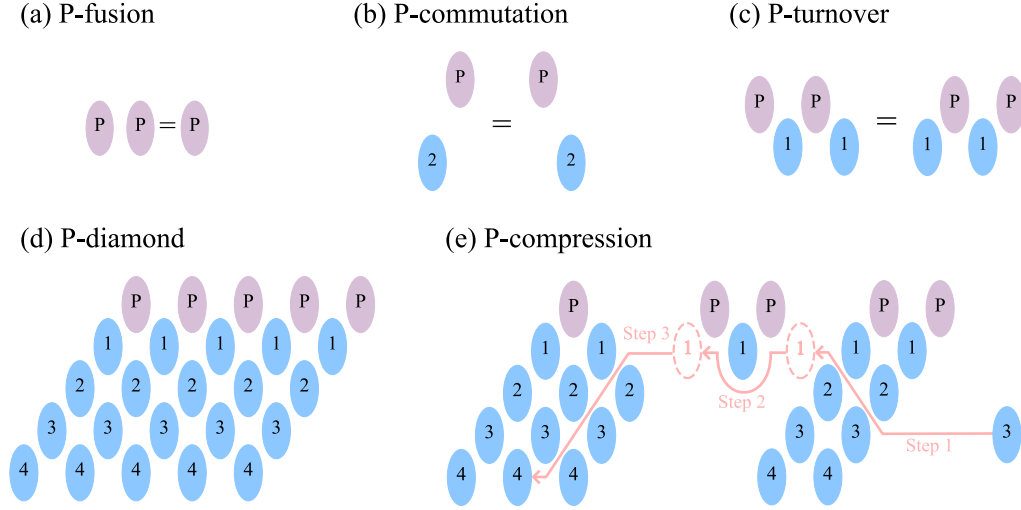 (a) P-fusion
P P = P
(b) P-commutation
P P
=
2 2
(c) P-turnover
P P P P
=
1 1 1 1
(d) P-diamond
P P P P P
1 1 1 1 1
2 2 2 2 2
3 3 3 3 3
4 4 4 4 4
(e) P-compression
P P P P P
Step 3
1 1 1 1 1 1 1
2 2 2 2 2
Step 2
3 3 3 3 3 3
Step 1
4 4 4 4 4